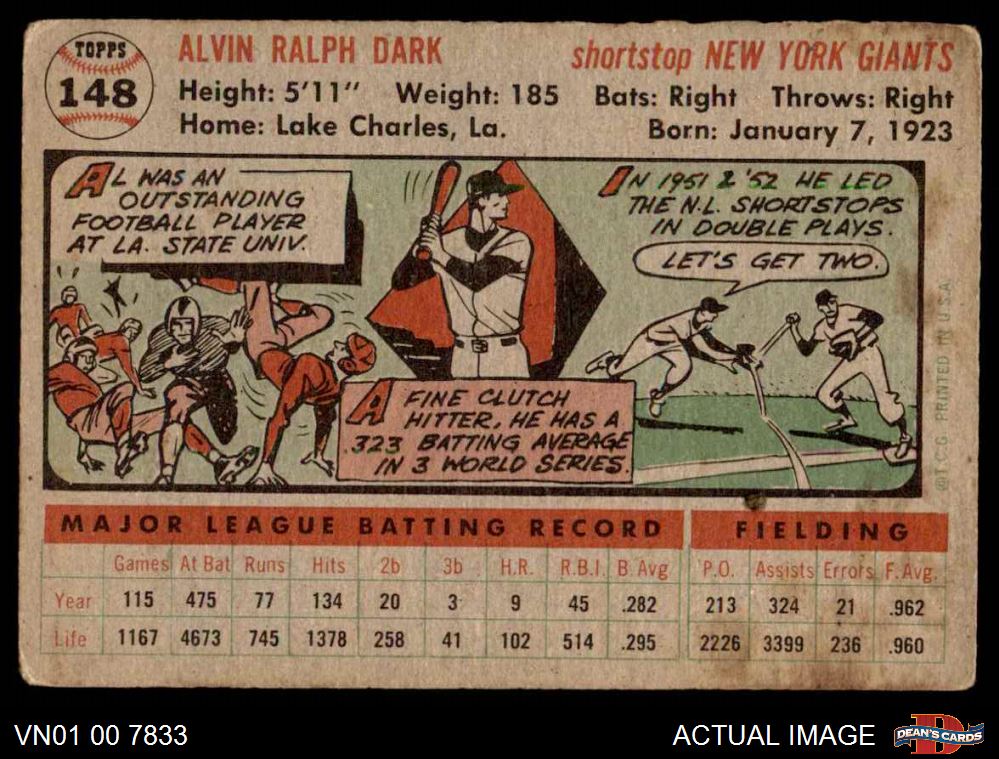 TOPPS
148
ALVIN RALPH DARK
shortstop NEW YORK GIANTS
Height: 5'11" Weight: 185 Bats: Right Throws: Right
Home: Lake Charles, La. Born: January 7, 1923
AL WAS AN
OUTSTANDING
FOOTBALL PLAYER
AT LA. STATE UNIV.
A FINE CLUTCH
HITTER, HE HAS A
.323 BATTING AVERAGE
IN 3 WORLD SERIES.
IN 1951 & '52 HE LED
THE N.L. SHORTSTOPS
IN DOUBLE PLAYS.
LET'S GET TWO.
© T.C.G. PRINTED IN U.S.A.
MAJOR LEAGUE BATTING RECORD FIELDING
Games At Bat Runs Hits 2b 3b H.R. R.B.I. B. Avg P.O. Assists Errors F. Avg.
Year 115 475 77 134 20 3 9 45 .282 213 324 21 .962
Life 1167 4673 745 1378 258 41 102 514 .295 2226 3399 236 .960
VN01 00 7833 ACTUAL IMAGE
DEAN'S CARDS